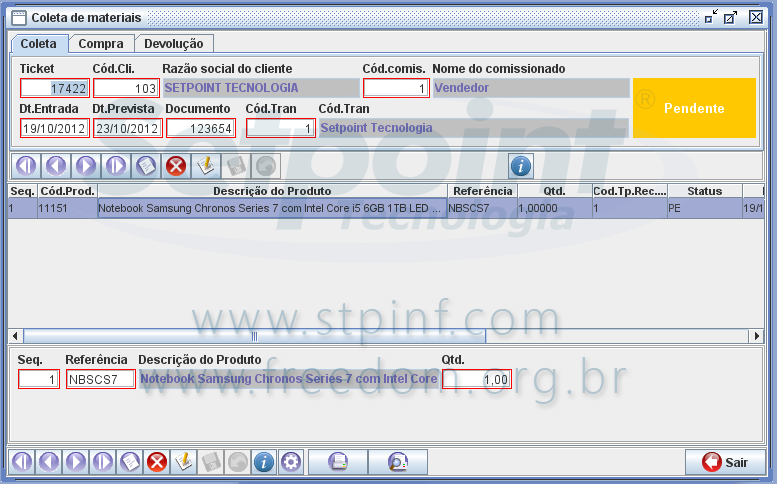 Coleta de materiais
Coleta Compra Devolução
Ticket Cód.Cli. Razão social do cliente Cód.comis. Nome do comissionado
17422 103 SETPOINT TECNOLOGIA 1 Vendedor
Dt.Entrada Dt.Prevista Documento Cód.Tran Cód.Tran
19/10/2012 23/10/2012 123654 1 Setpoint Tecnologia
Pendente
Setpoint®
Tecnologia
Seq. Cód.Prod. Descrição do Produto Referência Qtd. Cod.Tp.Rec.... Status
1 11151 Notebook Samsung Chronos Series 7 com Intel Core i5 6GB 1TB LED ... NBSCS7 1,00000 1 PE 19/1
www.stpinf.com
Seq. Referência Descrição do Produto Qtd.
1 NBSCS7 Notebook Samsung Chronos Series 7 com Intel Core 1,00
www.freedom.org.br
Sair